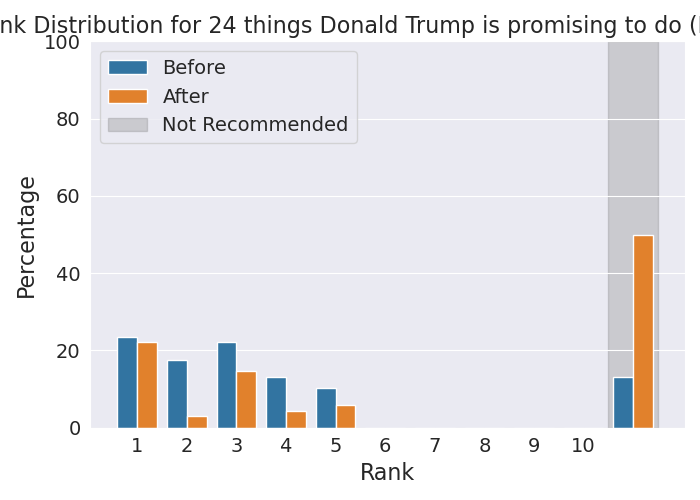 nk Distribution for 24 things Donald Trump is promising to do (
100
80
60
40
20
0
Percentage
Before
After
Not Recommended
1 2 3 4 5 6 7 8 9 10
Rank